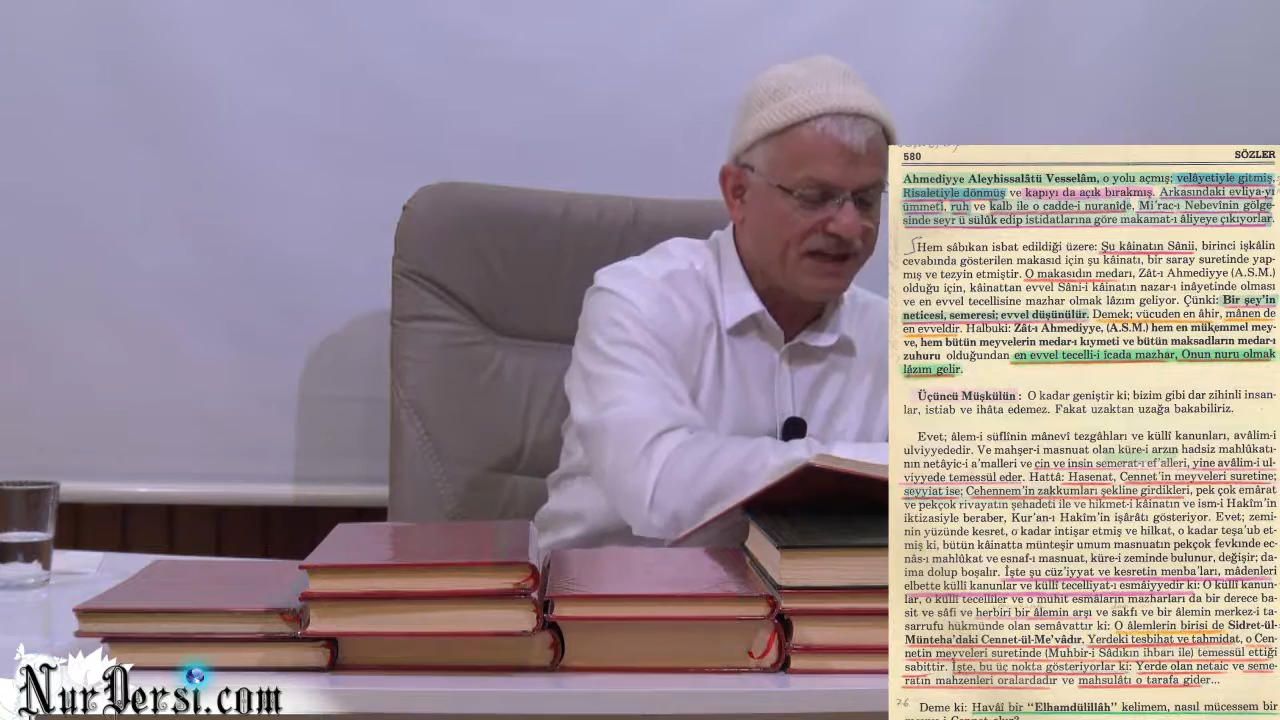 580
SÖZLER
Ahmediyye Aleyhissalâtü Vesselâm, o yolu açmış; velâyetiyle gitmiş,
Risaletiyle dönmüş ve kapıyı da açık bırakmış. Arkasındaki evliya-yı
ümmeti, ruh ve kalb ile o cadde-i nuranîde, Mi'rac-ı Nebevînin gölge-
sinde seyr ü sülûk edip istidatlarına göre makamat-ı âliyeye çıkıyorlar.
Hem sâbıkan isbat edildiği üzere: Şu kâinatın Sânii, birinci işkâlin
cevabında gösterilen makasıd için şu kâinatı, bir saray suretinde yap-
mış ve tezyin etmiştir. O makasıdın medarı, Zât-ı Ahmediyye (A.S.M.)
olduğu için, kâinattan evvel Sâni-i kâinatın nazar-ı inâyetinde olması
ve en evvel tecellisine mazhar olmak lâzım geliyor. Çünki: Bir şey'in
neticesi, semeresi; evvel düşünülür. Demek; vücuden en âhir, mânen de
en evveldir. Halbuki: Zât-ı Ahmediyye, (A.S.M.) hem en mükemmel mey-
ve, hem bütün meyvelerin medar-ı kıymeti ve bütün maksadların medar-ı
zuhuru olduğundan en evvel tecelli-i îcada mazhar, Onun nuru olmak
lâzım gelir.
Üçüncü Müşkülün : O kadar geniştir ki; bizim gibi dar zihinli insan-
lar, istiab ve ihâta edemez. Fakat uzaktan uzağa bakabiliriz.
Evet; âlem-i süflînin mânevî tezgâhları ve küllî kanunları, avâlim-i
ulviyyededir. Ve mahşer-i masnuat olan küre-i arzın hadsiz mahlûkatı-
nın netâyic-i a'malleri ve cin ve insin semerat-ı ef'alleri, yine avâlim-i ul-
viyyede temessül eder. Hattâ: Hasenat, Cennet'in meyveleri suretine;
seyyiat ise; Cehennem'in zakkumları şekline girdikleri, pek çok emârat
ve pekçok rivayatın şehadeti ile ve hikmet-i kâinatın ve ism-i Hakîm'in
iktizasiyle beraber, Kur'an-ı Hakîm'in işârâtı gösteriyor. Evet; zemi-
nin yüzünde kesret, o kadar intişar etmiş ve hilkat, o kadar teşa'ub et-
miş ki, bütün kâinatta münteşir umum masnuatın pekçok fevkınde ec-
nâs-ı mahlûkat ve esnaf-ı masnuat, küre-i zeminde bulunur, değişir; da-
ima dolup boşalır. İşte şu cüz'iyyat ve kesretin menba'ları, mâdenleri
elbette küllî kanunlar ve küllî tecelliyat-ı esmâiyyedir ki: O küllî kanun-
lar, o küllî tecelliler ve o muhit esmâların mazharları da bir derece ba-
sit ve sâfi ve herbiri bir âlemin arşı ve sakfı ve bir âlemin merkez-i ta-
sarrufu hükmünde olan semâvattır ki: O âlemlerin birisi de Sidret-ül-
Münteha'daki Cennet-ül-Me'vâdır. Yerdeki tesbihat ve tahmidat, o Cen-
netin meyveleri suretinde (Muhbir-i Sâdıkın ihbarı ile) temessül ettiği
sabittir. İşte, bu üç nokta gösteriyorlar ki: Yerde olan netaic ve seme-
ratın mahzenleri oralardadır ve mahsulâtı o tarafa gider...
76
Deme ki: Havâî bir "Elhamdülillâh" kelimem, nasıl mücessem bir
NurDersi.com